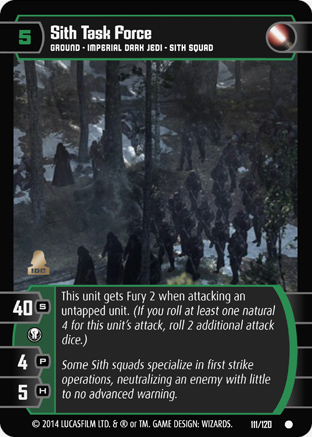 5
Sith Task Force
GROUND - IMPERIAL DARK JEDI - SITH SQUAD
IDC
40 S
4 P
5 H
This unit gets Fury 2 when attacking an
untapped unit. (If you roll at least one natural
4 for this unit's attack, roll 2 additional attack
dice.)
Some Sith squads specialize in first strike
operations, neutralizing an enemy with little
to no advanced warning.
© 2014 LUCASFILM LTD. & ® or TM. GAME DESIGN: WIZARDS. 111/120